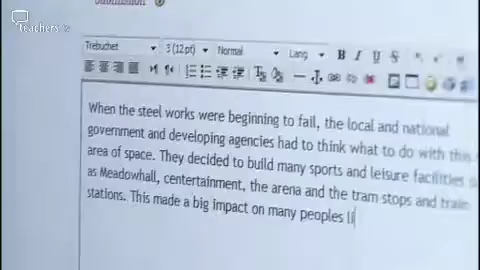 teachers tv
submission
Trebuchet 3 (12 pt) Normal Lang B I U S
When the steel works were beginning to fail, the local and national
government and developing agencies had to think what to do with this
area of space. They decided to build many sports and leisure facilities
as Meadowhall, centertainment, the arena and the tram stops and train
stations. This made a big impact on many peoples li